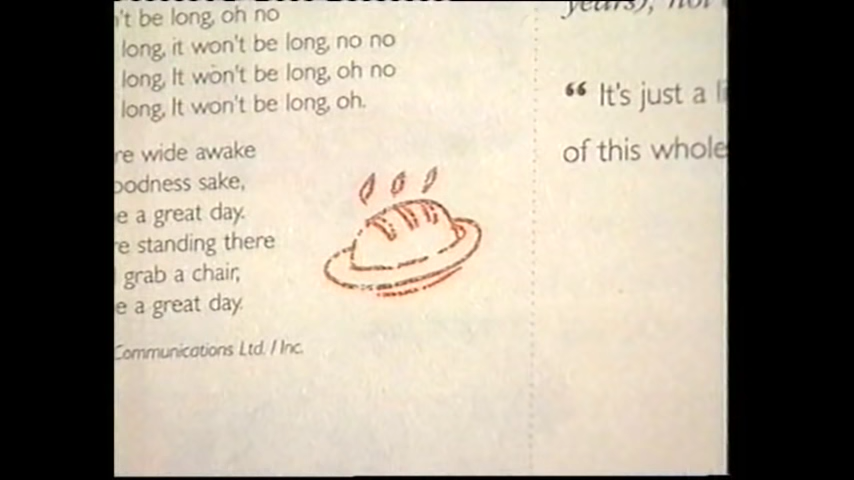 n't be long, oh no
long, it won't be long, no no
long, It won't be long, oh no
long, It won't be long, oh.
re wide awake
oodness sake,
e a great day.
re standing there
grab a chair,
e a great day.
Communications Ltd. / Inc.
years), not
“ It's just a li
of this whole